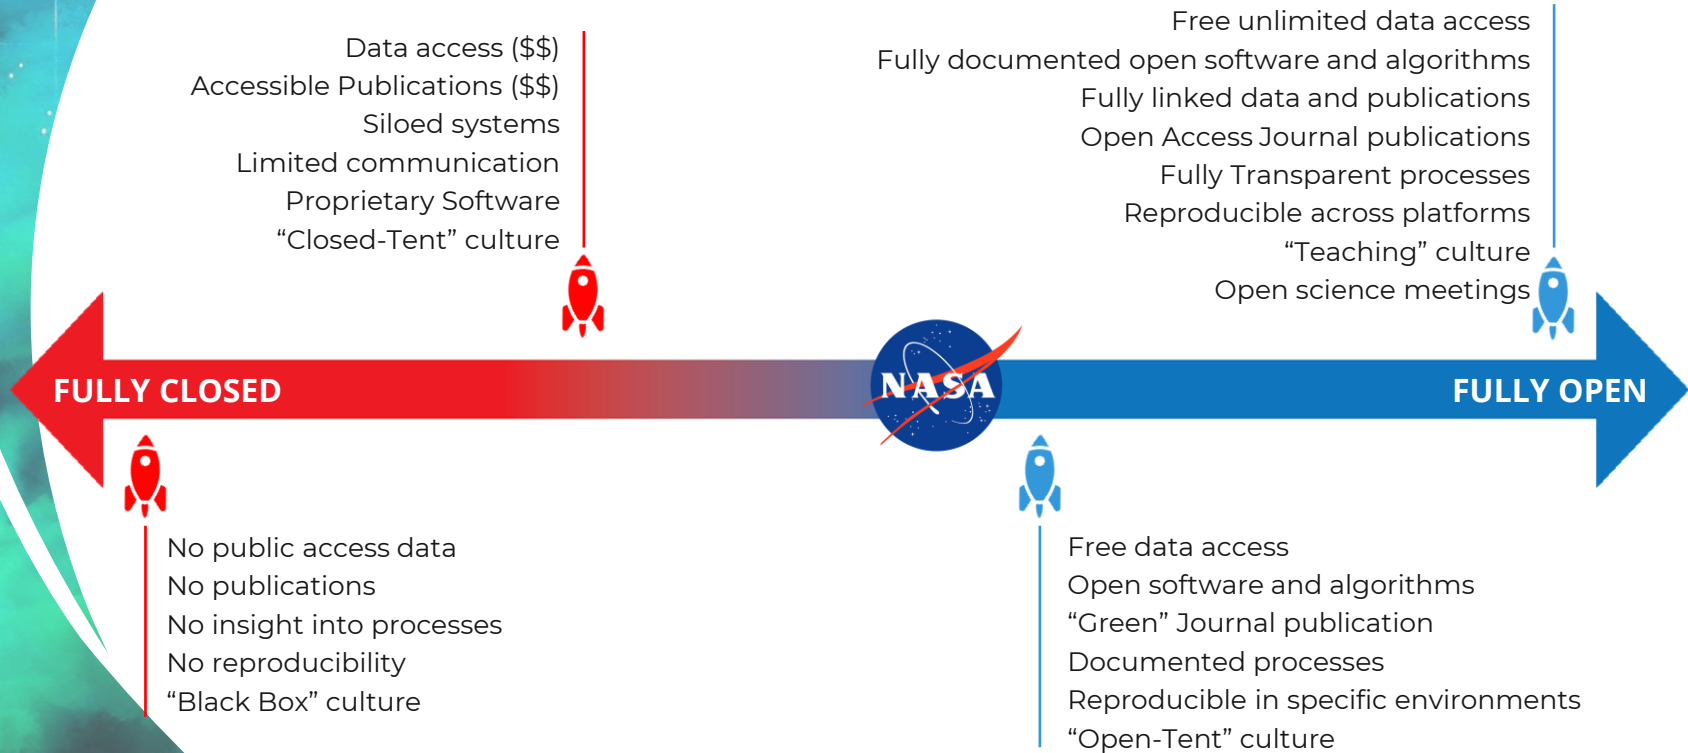 Data access ($$)
Accessible Publications ($$)
Siloed systems
Limited communication
Proprietary Software
“Closed-Tent” culture
Free unlimited data access
Fully documented open software and algorithms
Fully linked data and publications
Open Access Journal publications
Fully Transparent processes
Reproducible across platforms
“Teaching” culture
Open science meetings
FULLY CLOSED
NASA
FULLY OPEN
No public access data
No publications
No insight into processes
No reproducibility
“Black Box” culture
Free data access
Open software and algorithms
“Green” Journal publication
Documented processes
Reproducible in specific environments
“Open-Tent” culture